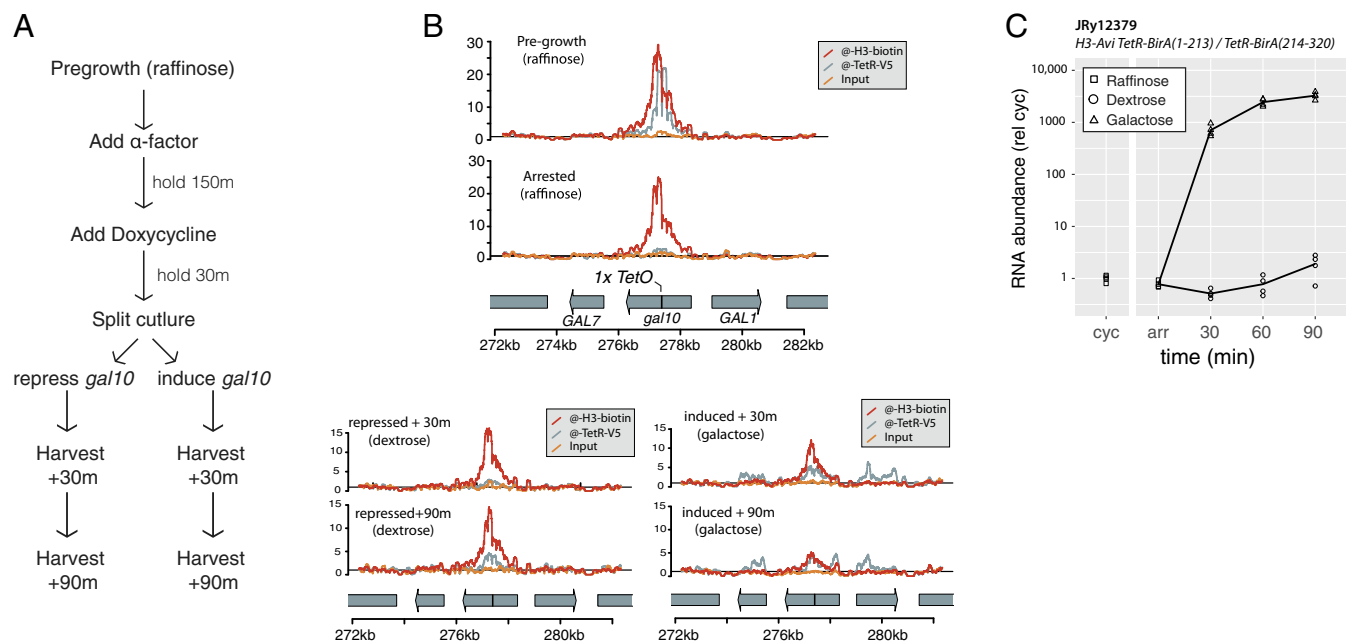 A
Pregrowth (raffinose)
Add α-factor
hold 150m
Add Doxycycline
hold 30m
Split cutlure
repress gal10
induce gal10
Harvest
+30m
Harvest
+30m
Harvest
+90m
Harvest
+90m
B
Pre-growth
(raffinose)
30
20
10
0
@-H3-biotin
@-TetR-V5
Input
Arrested
(raffinose)
30
20
10
0
1x TetO
GAL7
gal10
GAL1
272kb 274kb 276kb 278kb 280kb 282kb
repressed + 30m
(dextrose)
15
10
5
0
@-H3-biotin
@-TetR-V5
Input
repressed+90m
(dextrose)
15
10
5
0
272kb 276kb 280kb
induced + 30m
(galactose)
15
10
5
0
@-H3-biotin
@-TetR-V5
Input
induced + 90m
(galactose)
15
10
5
0
272kb 276kb 280kb
C
JRy12379
H3-Avi TetR-BirA(1-213) / TetR-BirA(214-320)
RNA abundance (rel cyc)
10,000
1000
100
10
1
Raffinose
Dextrose
Galactose
cyc arr 30 60 90
time (min)